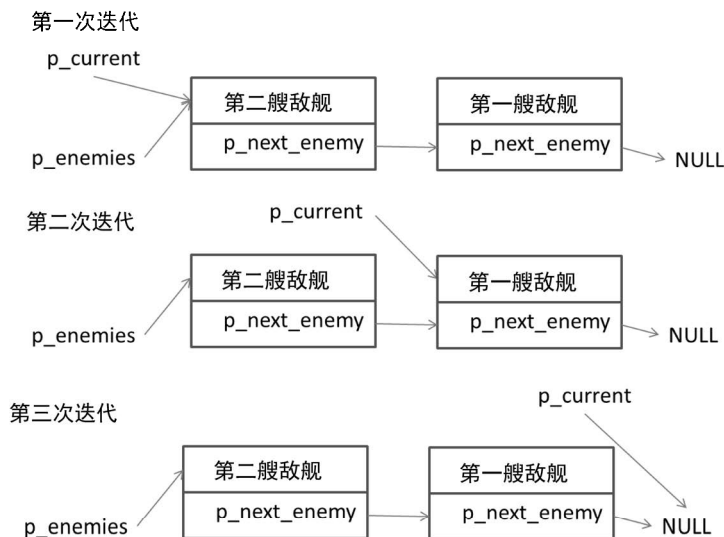 第一次迭代
p_current
第二艘敌舰
第一艘敌舰
p_next_enemy
p_next_enemy
p_enemies
NULL
第二次迭代
p_current
第二艘敌舰
第一艘敌舰
p_next_enemy
p_next_enemy
p_enemies
NULL
第三次迭代
p_current
第二艘敌舰
第一艘敌舰
p_next_enemy
p_next_enemy
p_enemies
NULL